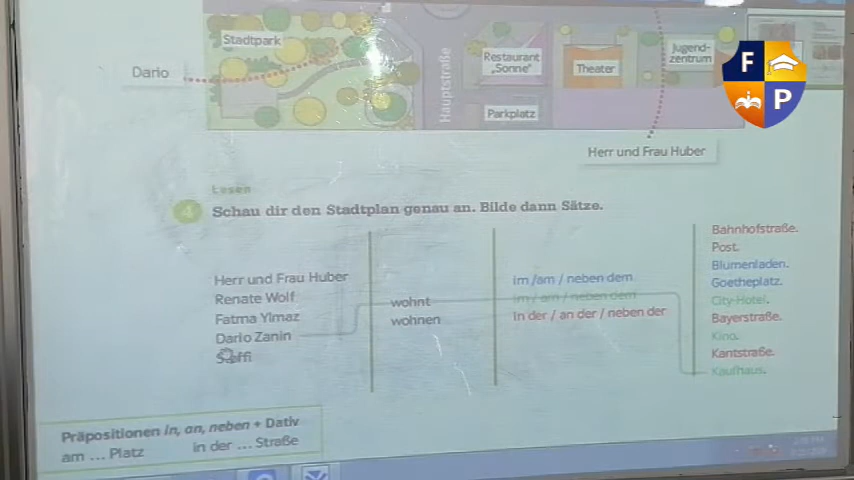 Stadtpark
Dario
Hauptstraße
Restaurant
„Sonne“
Theater
Jugend-
zentrum
Parkplatz
Herr und Frau Huber
F
P
Lesen
4 Schau dir den Stadtplan genau an. Bilde dann Sätze.
Herr und Frau Huber
Renate Wolf
Fatma Ylmaz
Dario Zanin
Steffi
wohnt
wohnen
im /am / neben dem
im / am / neben dem
in der / an der / neben der
Bahnhofstraße.
Post.
Blumenladen.
Goetheplatz.
City-Hotel.
Bayerstraße.
Kino.
Kantstraße.
Kaufhaus.
Präpositionen in, an, neben + Dativ
am ... Platz in der ... Straße